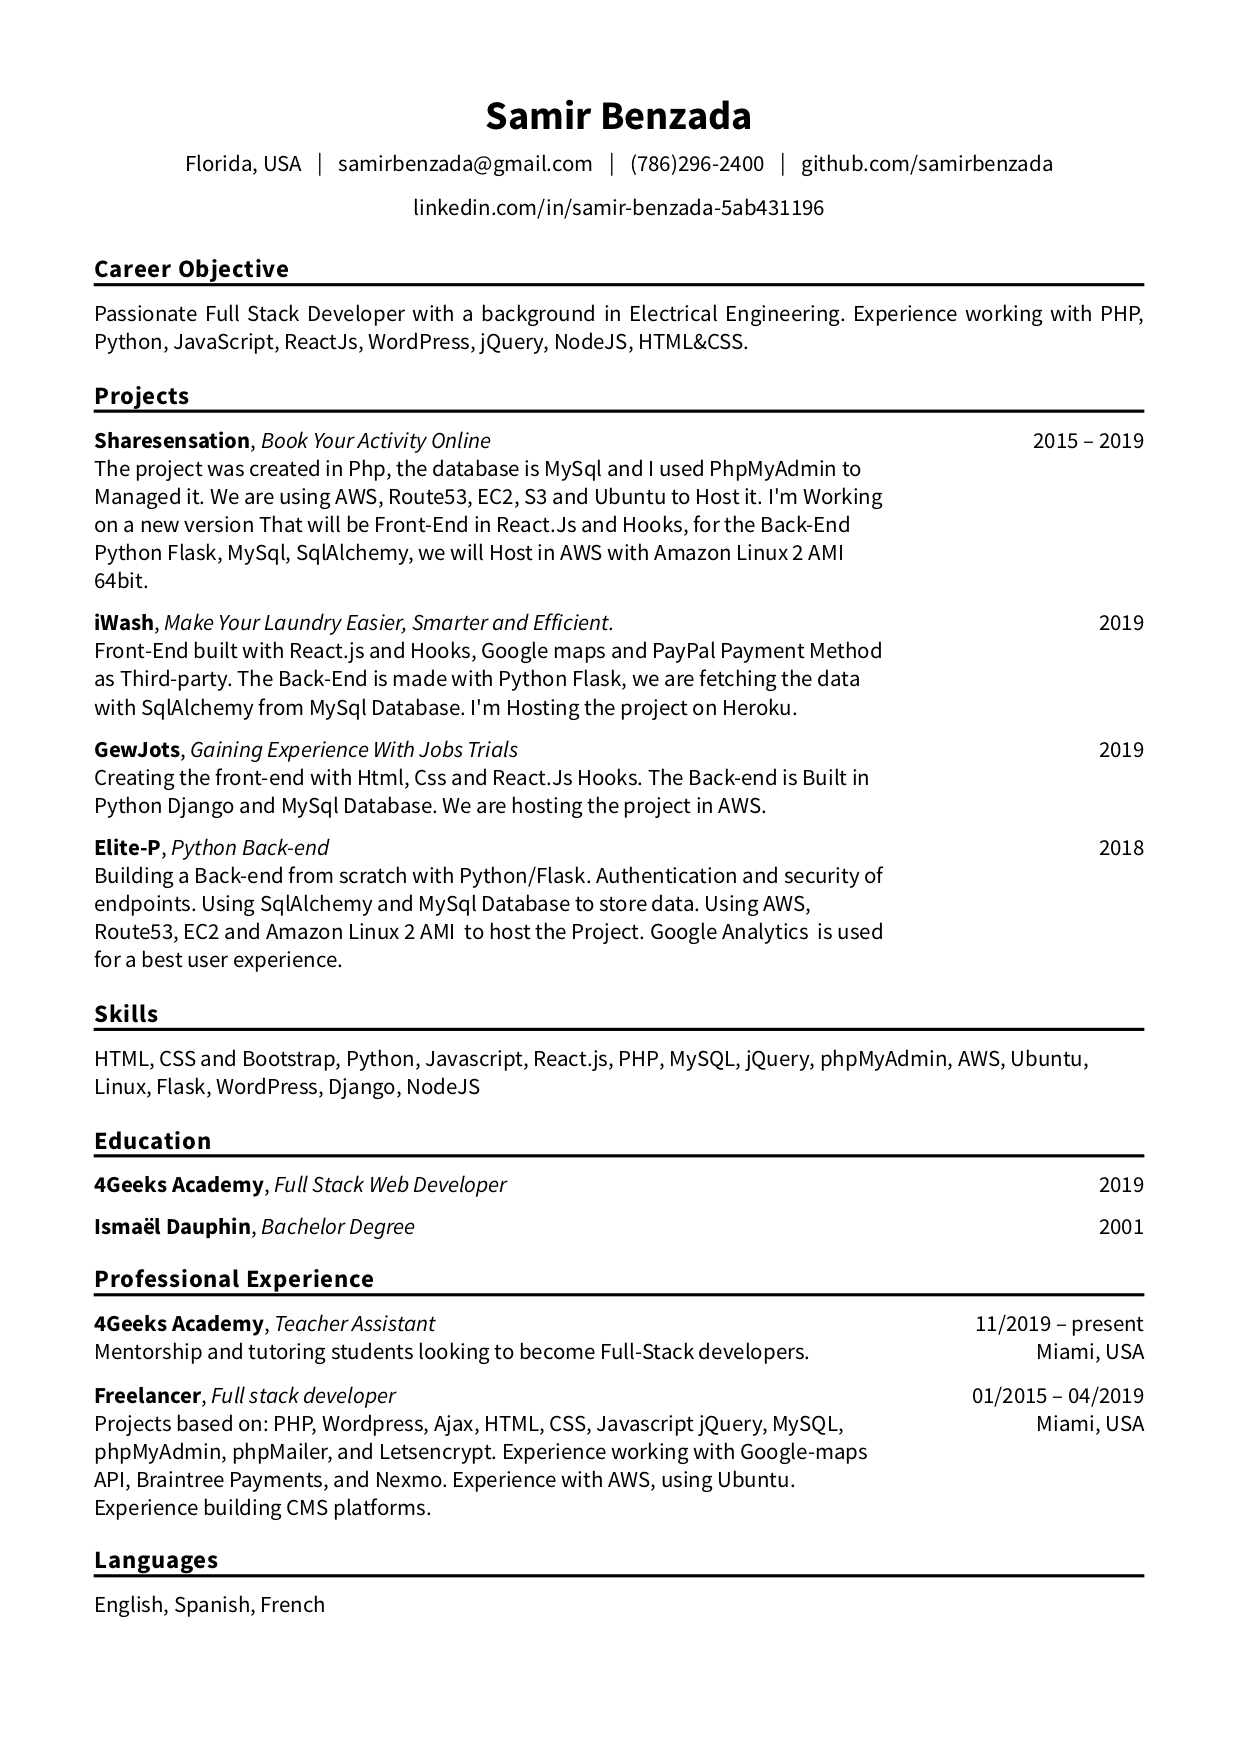 Samir Benzada
Florida, USA | samirbenzada@gmail.com | (786)296-2400 | github.com/samirbenzada
linkedin.com/in/samir-benzada-5ab431196
Career Objective
Passionate Full Stack Developer with a background in Electrical Engineering. Experience working with PHP,
Python, JavaScript, ReactJs, WordPress, jQuery, NodeJS, HTML&CSS.
Projects
Sharesensation, Book Your Activity Online 2015 – 2019
The project was created in Php, the database is MySql and I used PhpMyAdmin to
Managed it. We are using AWS, Route53, EC2, S3 and Ubuntu to Host it. I'm Working
on a new version That will be Front-End in React.Js and Hooks, for the Back-End
Python Flask, MySql, SqlAlchemy, we will Host in AWS with Amazon Linux 2 AMI
64bit.
iWash, Make Your Laundry Easier, Smarter and Efficient. 2019
Front-End built with React.js and Hooks, Google maps and PayPal Payment Method
as Third-party. The Back-End is made with Python Flask, we are fetching the data
with SqlAlchemy from MySql Database. I'm Hosting the project on Heroku.
GewJots, Gaining Experience With Jobs Trials 2019
Creating the front-end with Html, Css and React.Js Hooks. The Back-end is Built in
Python Django and MySql Database. We are hosting the project in AWS.
Elite-P, Python Back-end 2018
Building a Back-end from scratch with Python/Flask. Authentication and security of
endpoints. Using SqlAlchemy and MySql Database to store data. Using AWS,
Route53, EC2 and Amazon Linux 2 AMI to host the Project. Google Analytics is used
for a best user experience.
Skills
HTML, CSS and Bootstrap, Python, Javascript, React.js, PHP, MySQL, jQuery, phpMyAdmin, AWS, Ubuntu,
Linux, Flask, WordPress, Django, NodeJS
Education
4Geeks Academy, Full Stack Web Developer 2019
Ismaël Dauphin, Bachelor Degree 2001
Professional Experience
4Geeks Academy, Teacher Assistant 11/2019 – present
Mentorship and tutoring students looking to become Full-Stack developers. Miami, USA
Freelancer, Full stack developer 01/2015 – 04/2019
Projects based on: PHP, Wordpress, Ajax, HTML, CSS, Javascript jQuery, MySQL, Miami, USA
phpMyAdmin, phpMailer, and Letsencrypt. Experience working with Google-maps
API, Braintree Payments, and Nexmo. Experience with AWS, using Ubuntu.
Experience building CMS platforms.
Languages
English, Spanish, French